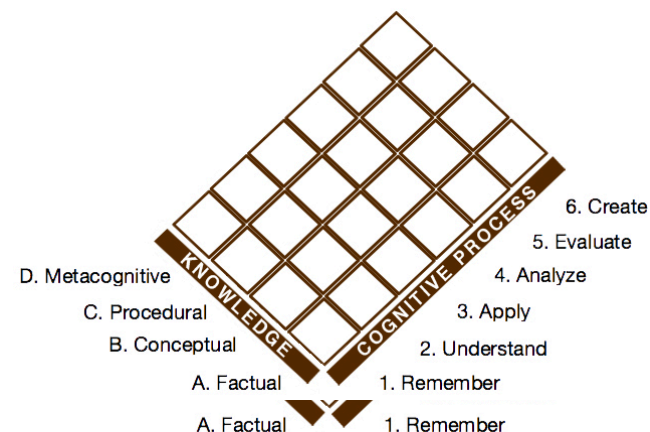 6. Create
5. Evaluate
D. Metacognitive
4. Analyze
C. Procedural
3. Apply
B. Conceptual
2. Understand
KNOWLEDGE
COGNITIVE PROCESS
A. Factual
1. Remember
A. Factual
1. Remember